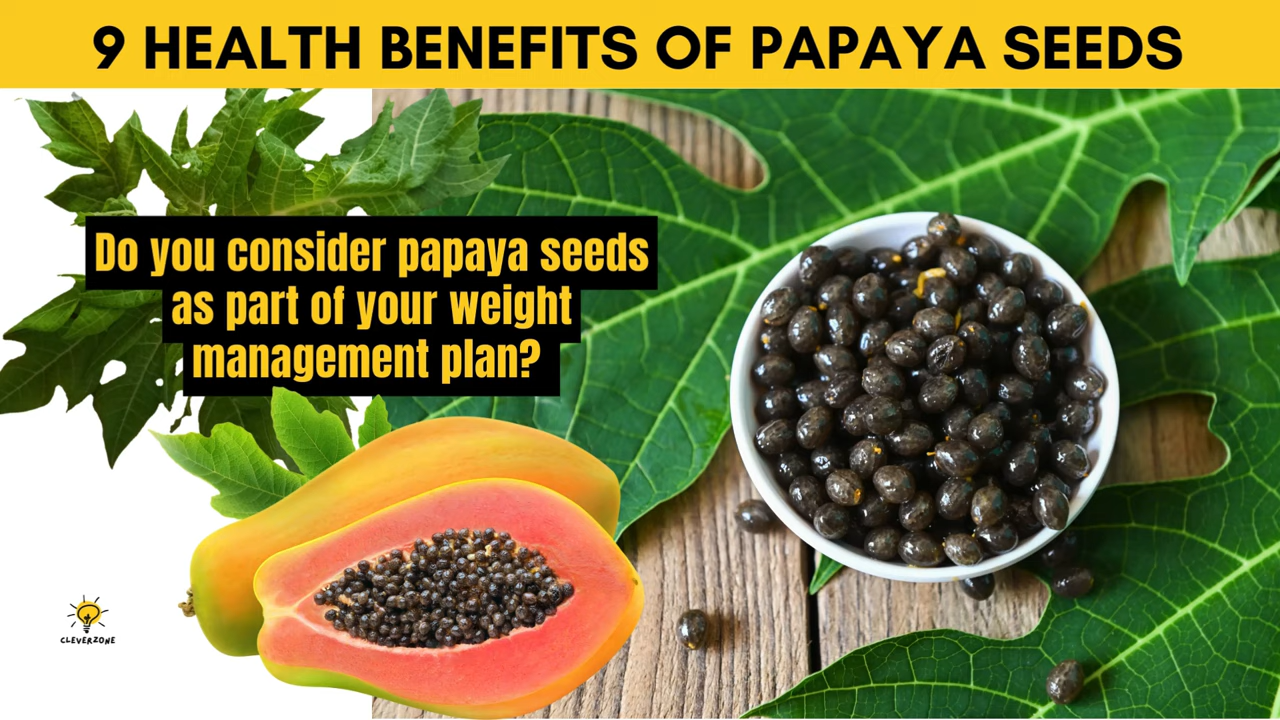 9 HEALTH BENEFITS OF PAPAYA SEEDS
Do you consider papaya seeds
as part of your weight
management plan?
CLEVERZONE